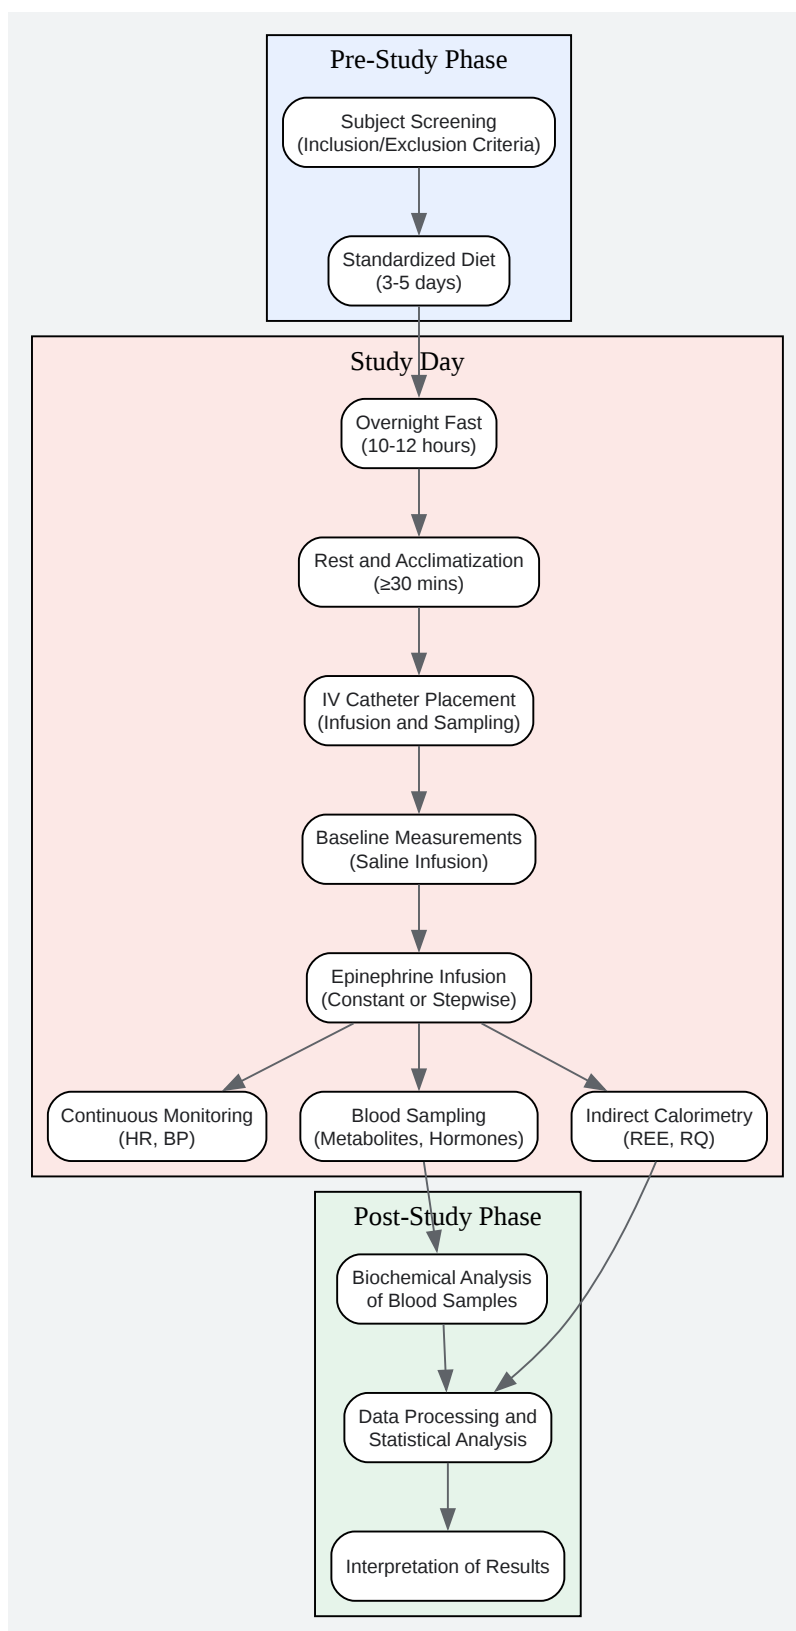 Pre-Study Phase
Subject Screening
(Inclusion/Exclusion Criteria)
Standardized Diet
(3-5 days)
Study Day
Overnight Fast
(10-12 hours)
Rest and Acclimatization
(≥30 mins)
IV Catheter Placement
(Infusion and Sampling)
Baseline Measurements
(Saline Infusion)
Epinephrine Infusion
(Constant or Stepwise)
Continuous Monitoring
(HR, BP)
Blood Sampling
(Metabolites, Hormones)
Indirect Calorimetry
(REE, RQ)
Post-Study Phase
Biochemical Analysis
of Blood Samples
Data Processing and
Statistical Analysis
Interpretation of Results